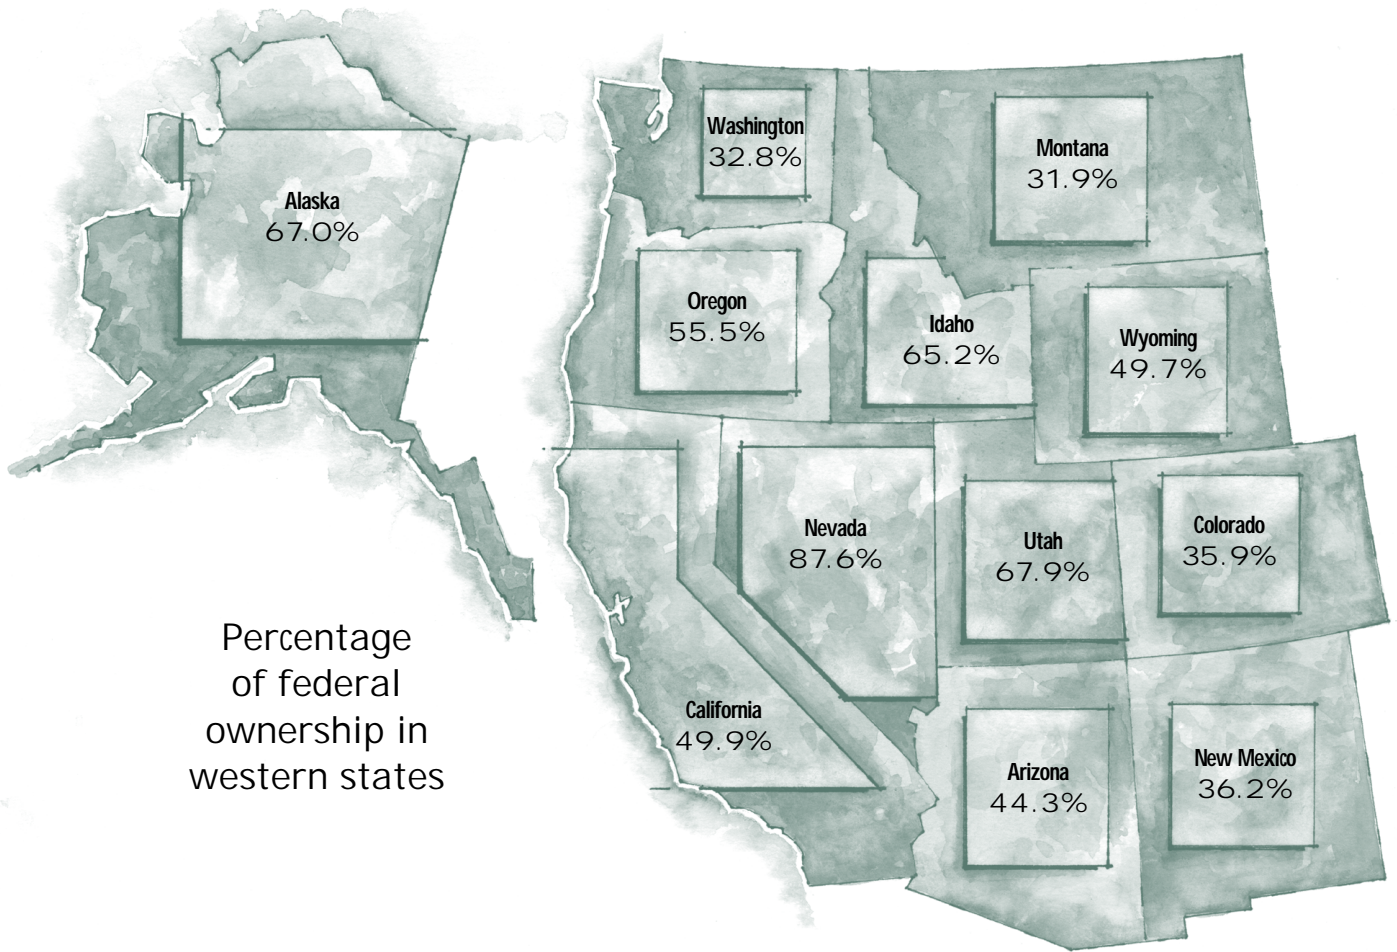 Washington
32.8%
Montana
31.9%
Alaska
67.0%
Oregon
55.5%
Idaho
65.2%
Wyoming
49.7%
Nevada
87.6%
Utah
67.9%
Colorado
35.9%
California
49.9%
Arizona
44.3%
New Mexico
36.2%
Percentage
of federal
ownership in
western states